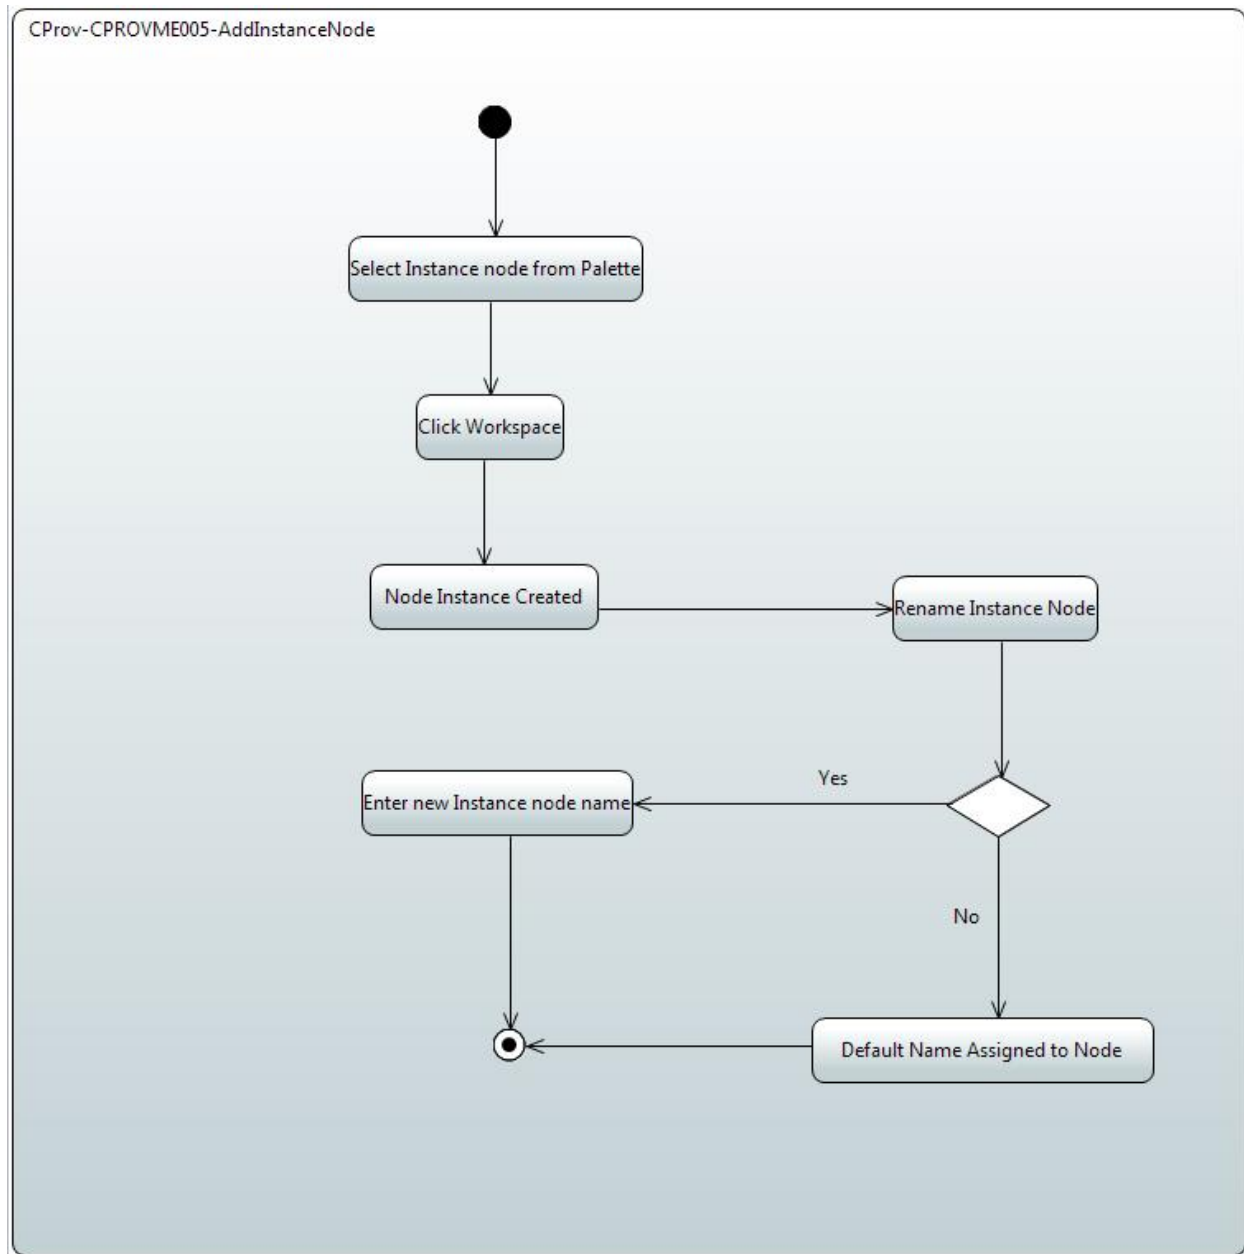 CProv-CPROVME005-AddInstanceNode
Select Instance node from Palette
Click Workspace
Node Instance Created
Rename Instance Node
Yes
Enter new Instance node name
No
Default Name Assigned to Node